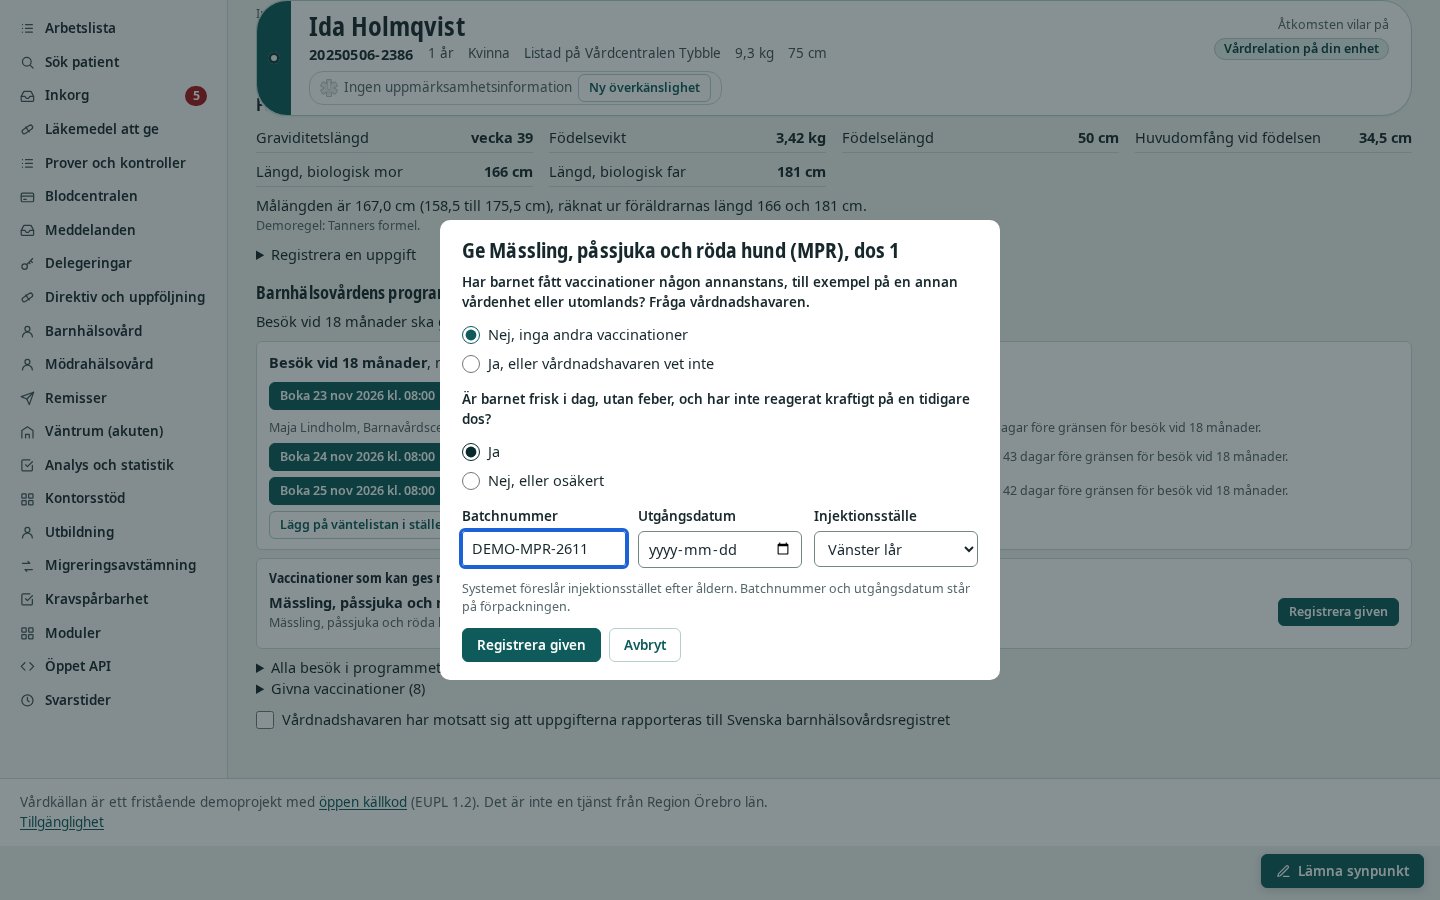 Arbetslista
Sök patient
Inkorg
5
Läkemedel att ge
Prover och kontroller
Blodcentralen
Meddelanden
Delegeringar
Direktiv och uppföljning
Barnhälsovård
Mödrahälsovård
Remisser
Väntrum (akuten)
Analys och statistik
Kontorsstöd
Utbildning
Migreringsavstämning
Kravspårbarhet
Moduler
Öppet API
Svarstider
Ida Holmqvist
20250506-2386 1 år Kvinna Listad på Vårdcentralen Tybble 9,3 kg 75 cm
Ingen uppmärksamhetsinformation Ny överkänslighet
Åtkomsten vilar på
Vårdrelation på din enhet
Graviditetslängd vecka 39 Födelsevikt 3,42 kg Födelselängd 50 cm Huvudomfång vid födelsen 34,5 cm
Längd, biologisk mor 166 cm Längd, biologisk far 181 cm
Målängden är 167,0 cm (158,5 till 175,5 cm), räknat ur föräldrarnas längd 166 och 181 cm.
Demoregel: Tanners formel.
Registrera en uppgift
Barnhälsovårdens
Besök vid 18 månader ska
Besök vid 18 månader,
Boka 23 nov 2026 kl. 08:00
Maja Lindholm, dagar före gränsen för besök vid 18 månader.
Boka 24 nov 2026 kl. 08:00 43 dagar före gränsen för besök vid 18 månader.
Boka 25 nov 2026 kl. 08:00 42 dagar före gränsen för besök vid 18 månader.
Lägg på väntelistan i
Vaccinationer som kan ges
Mässling, påssjuka och
Mässling, påssjuka och röda
Registrera given
Alla besök i programmet
Givna vaccinationer (8)
Vårdnadshavaren har motsatt sig att uppgifterna rapporteras till Svenska barnhälsovårdsregistret
Ge Mässling, påssjuka och röda hund (MPR), dos 1
Har barnet fått vaccinationer någon annanstans, till exempel på en annan
vårdenhet eller utomlands? Fråga vårdnadshavaren.
Nej, inga andra vaccinationer
Ja, eller vårdnadshavaren vet inte
Är barnet frisk i dag, utan feber, och har inte reagerat kraftigt på en tidigare
dos?
Ja
Nej, eller osäkert
Batchnummer Utgångsdatum Injektionsställe
DEMO-MPR-2611 yyyy-mm-dd Vänster lår
Systemet föreslår injektionsstället efter åldern. Batchnummer och utgångsdatum står
på förpackningen.
Registrera given Avbryt
Vårdkällan är ett fristående demoprojekt med öppen källkod (EUPL 1.2). Det är inte en tjänst från Region Örebro län.
Tillgänglighet
Lämna synpunkt